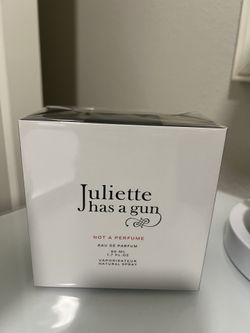 Juliette
has a gun
NOT A PERFUME
EAU DE PARFUM
50 ML
1.7 FL.OZ
VAPORISATEUR
NATURAL SPRAY